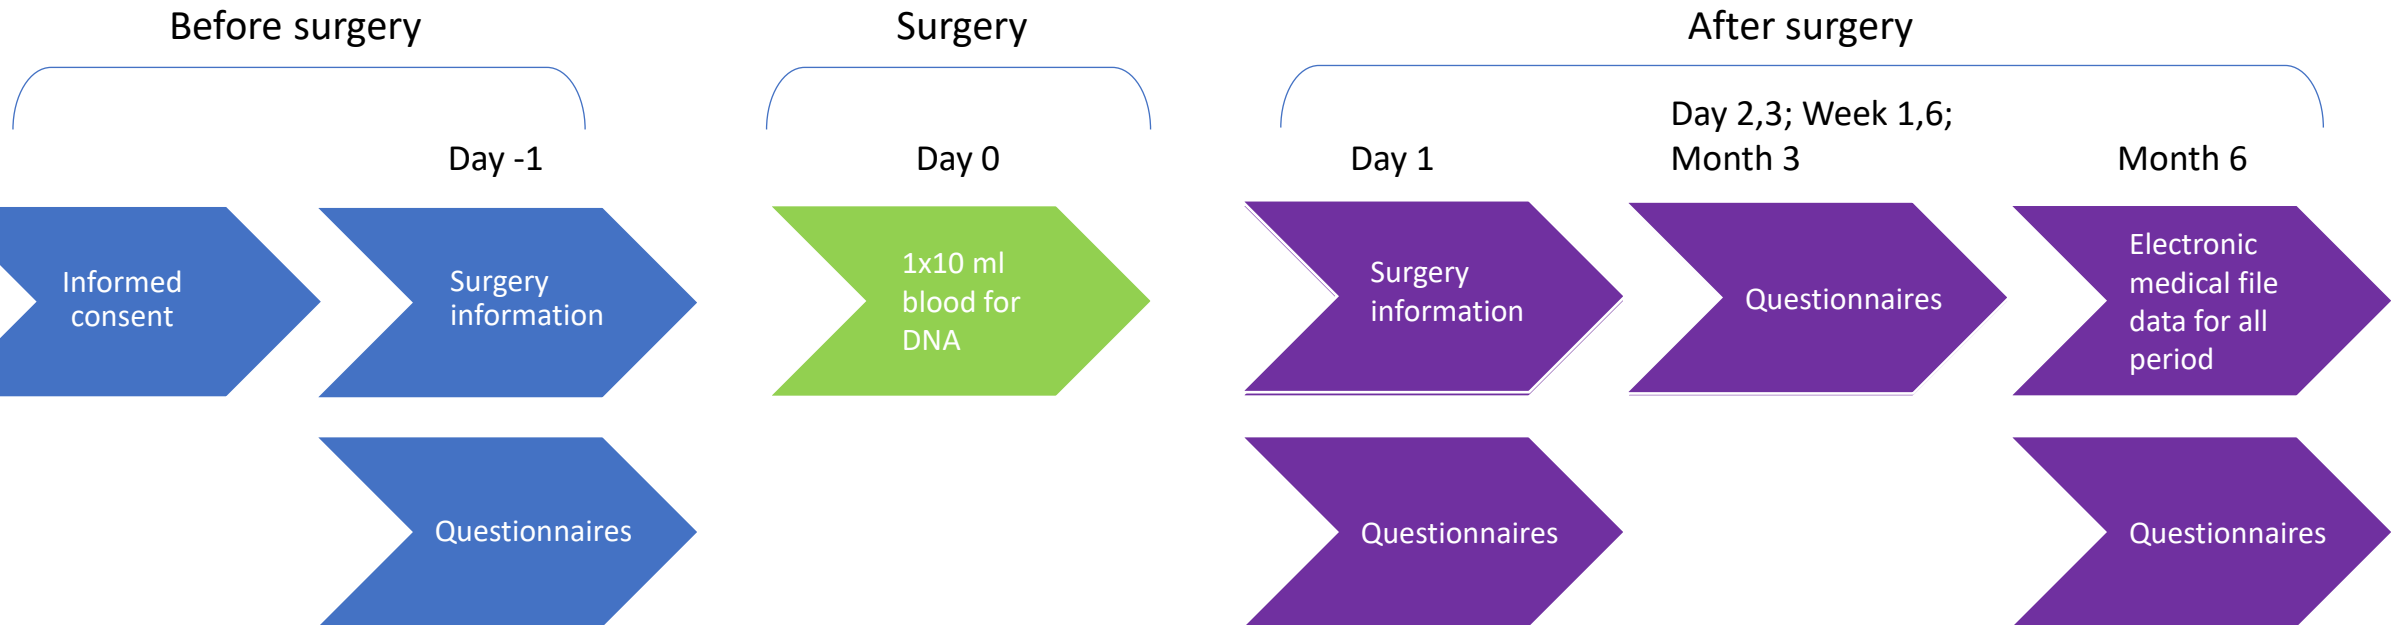 Before surgery
Surgery
After surgery
Day -1
Day 0
Day 1
Day 2,3; Week 1,6;
Month 3
Month 6
Informed
consent
Surgery
information
1x10 ml
blood for
DNA
Surgery
information
Questionnaires
Electronic
medical file
data for all
period
Questionnaires
Questionnaires
Questionnaires